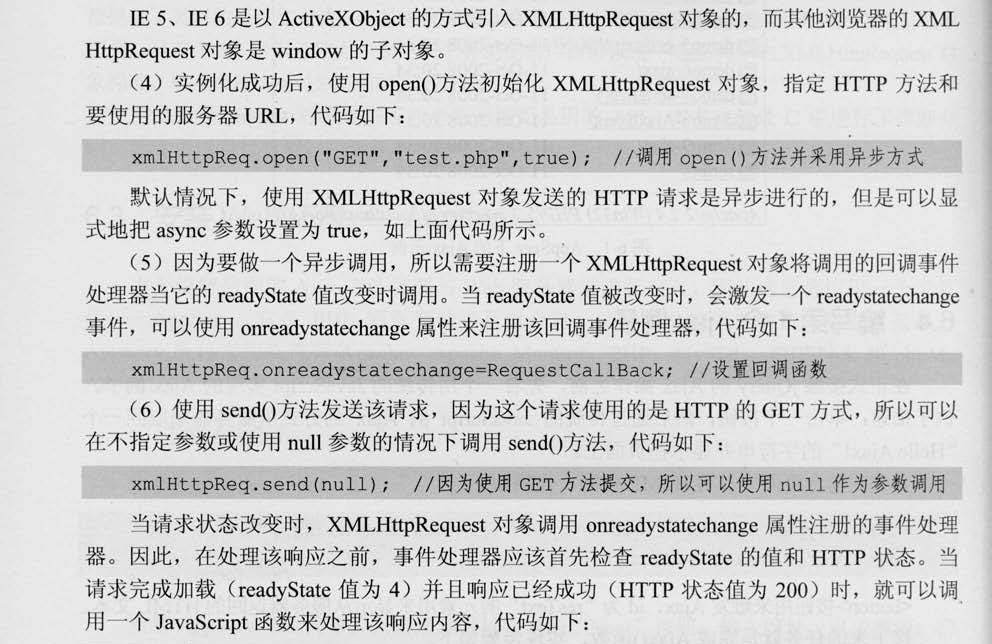 IE 5、IE 6 是以 ActiveXObject 的方式引入 XMLHttpRequest 对象的，而其他浏览器的 XML
HttpRequest 对象是 window 的子对象。
（4）实例化成功后，使用 open()方法初始化 XMLHttpRequest 对象，指定 HTTP 方法和
要使用的服务器 URL，代码如下：
xmlHttpReq.open("GET","test.php",true); //调用 open()方法并采用异步方式
默认情况下，使用 XMLHttpRequest 对象发送的 HTTP 请求是异步进行的，但是可以显
式地把 async 参数设置为 true，如上面代码所示。
（5）因为要做一个异步调用，所以需要注册一个 XMLHttpRequest 对象将调用的回调事件
处理器当它的 readyState 值改变时调用。当 readyState 值被改变时，会激发一个 readystatechange
事件，可以使用 onreadystatechange 属性来注册该回调事件处理器，代码如下：
xmlHttpReq.onreadystatechange=RequestCallBack; //设置回调函数
（6）使用 send()方法发送该请求，因为这个请求使用的是 HTTP 的 GET 方式，所以可以
在不指定参数或使用 null 参数的情况下调用 send()方法，代码如下：
xmlHttpReq.send(null); //因为使用 GET 方法提交，所以可以使用 null 作为参数调用
当请求状态改变时，XMLHttpRequest 对象调用 onreadystatechange 属性注册的事件处理
器。因此，在处理该响应之前，事件处理器应该首先检查 readyState 的值和 HTTP 状态。当
请求完成加载（readyState 值为 4）并且响应已经成功（HTTP 状态值为 200）时，就可以调
用一个 JavaScript 函数来处理该响应内容，代码如下：